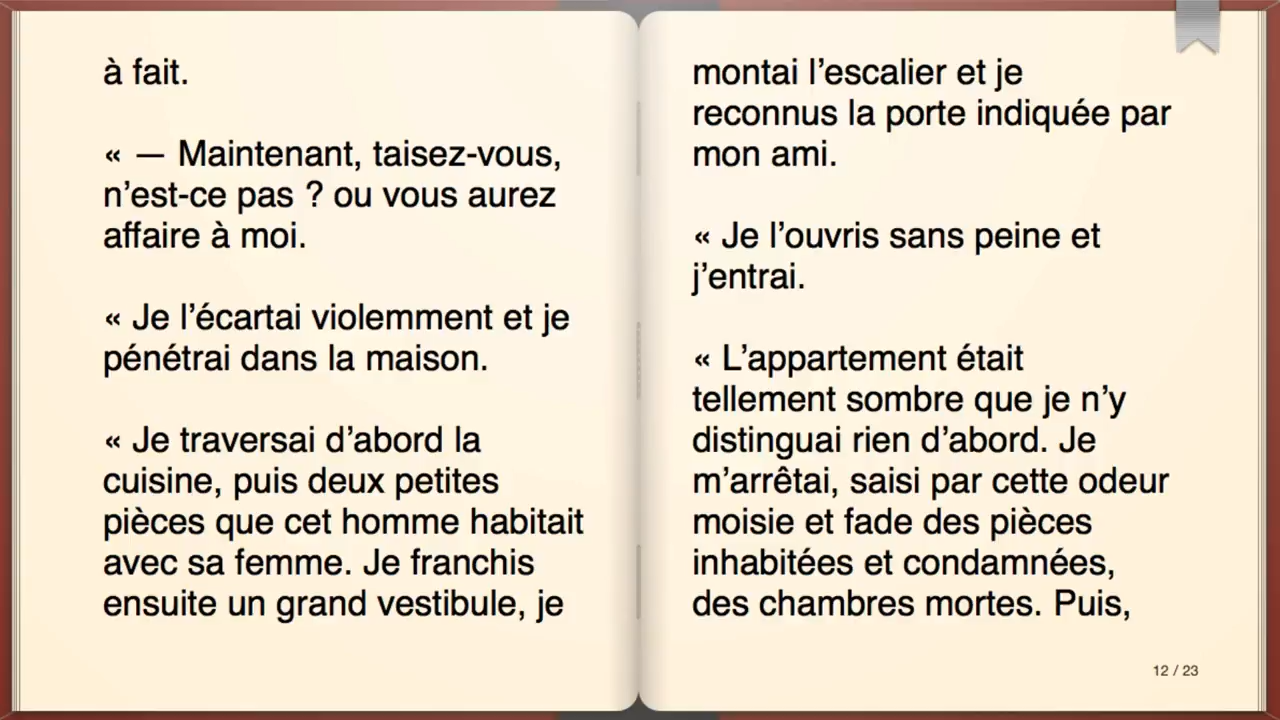 à fait.
« — Maintenant, taisez-vous,
n’est-ce pas ? ou vous aurez
affaire à moi.
« Je l’écartai violemment et je
pénétrai dans la maison.
« Je traversai d’abord la
cuisine, puis deux petites
pièces que cet homme habitait
avec sa femme. Je franchis
ensuite un grand vestibule, je
montai l’escalier et je
reconnus la porte indiquée par
mon ami.
« Je l’ouvris sans peine et
j’entrai.
« L’appartement était
tellement sombre que je n’y
distinguai rien d’abord. Je
m’arrêtai, saisi par cette odeur
moisie et fade des pièces
inhabitées et condamnées,
des chambres mortes. Puis,
12 / 23